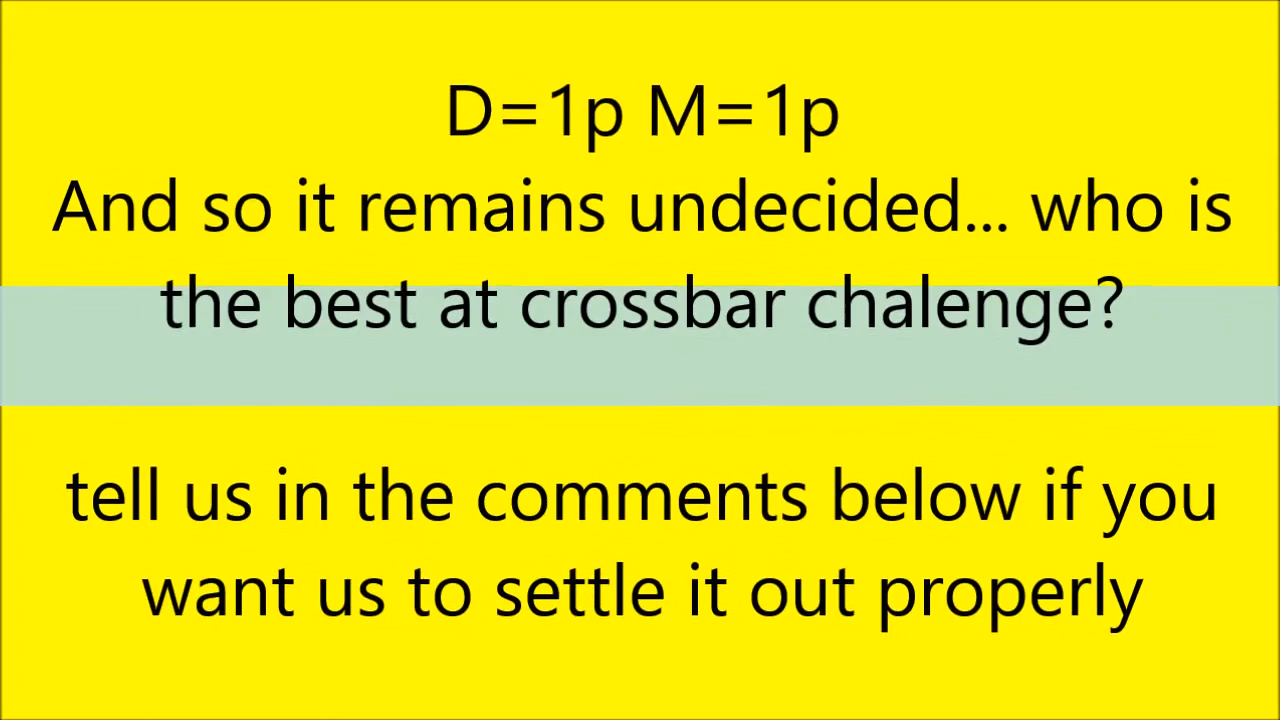 D=1p M=1p
And so it remains undecided... who is
the best at crossbar chalenge?
tell us in the comments below if you
want us to settle it out properly